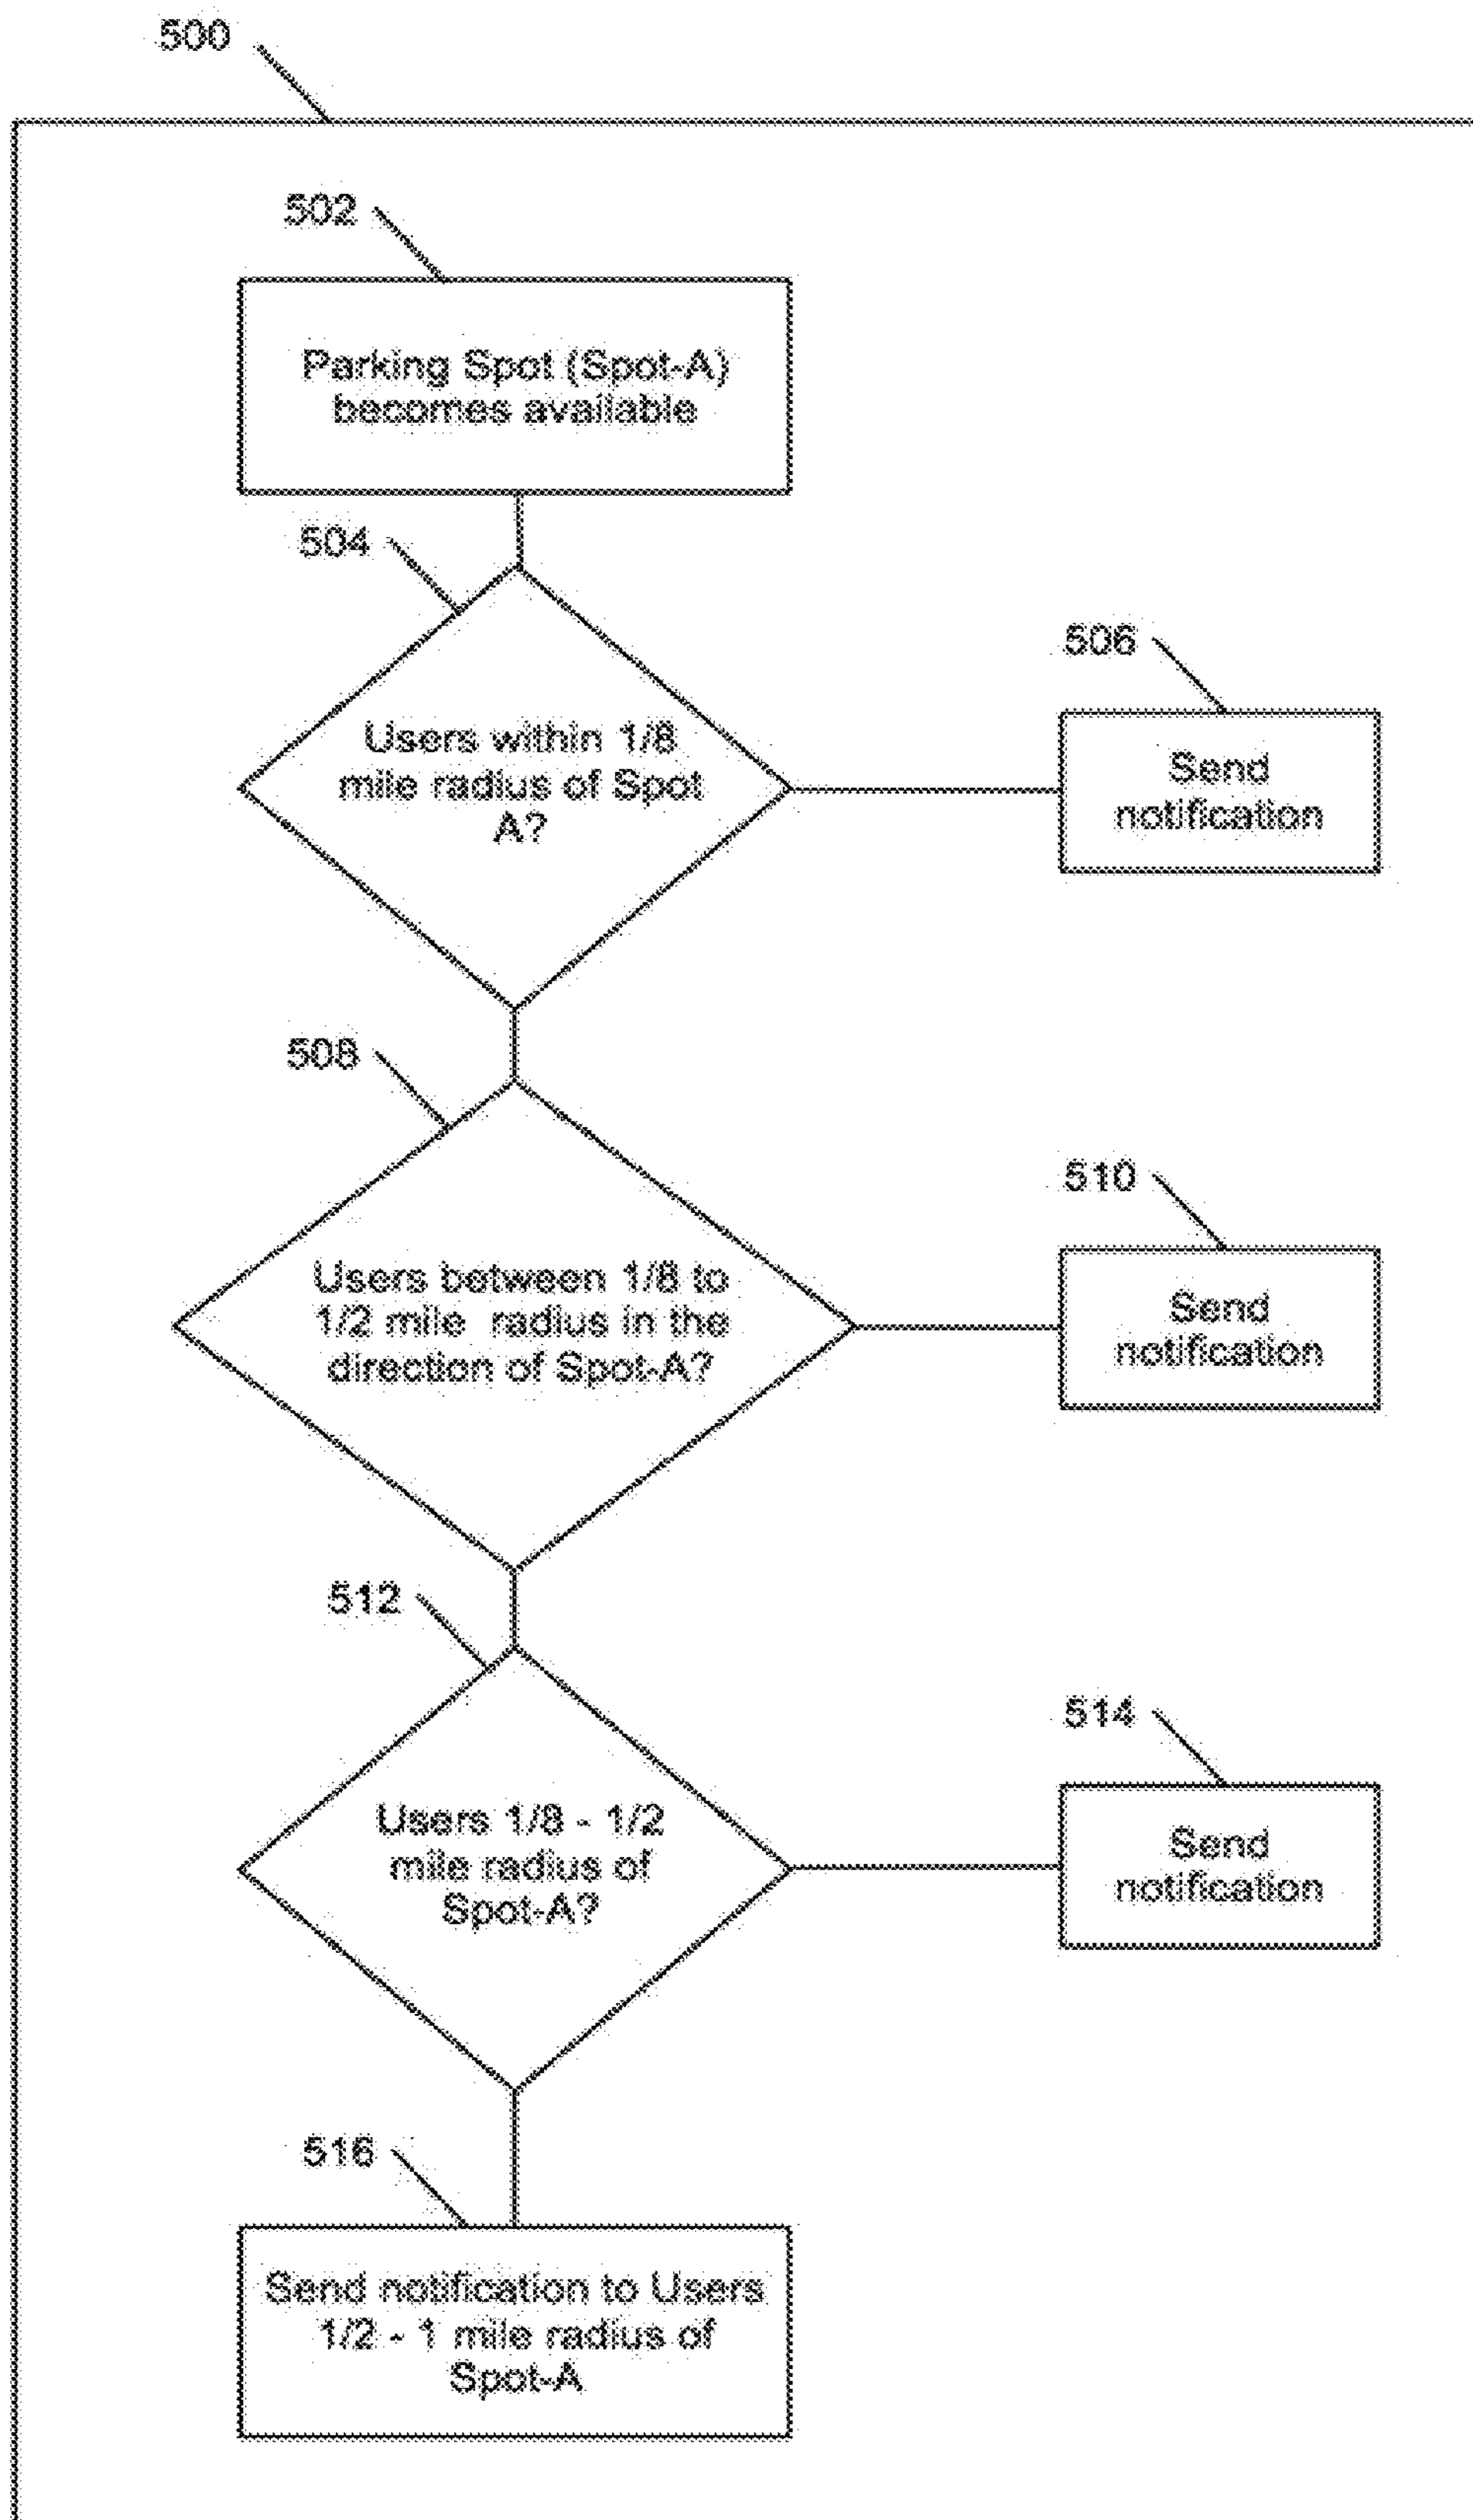 500
502
Parking Spot (Spot-A)
becomes available
504
Users within 1/8
mile radius of Spot
A?
506
Send
notification
508
Users between 1/8 to
1/2 mile radius in the
direction of Spot-A?
510
Send
notification
512
Users 1/8 - 1/2
mile radius of
Spot-A?
514
Send
notification
516
Send notification to Users
1/2 - 1 mile radius of
Spot-A